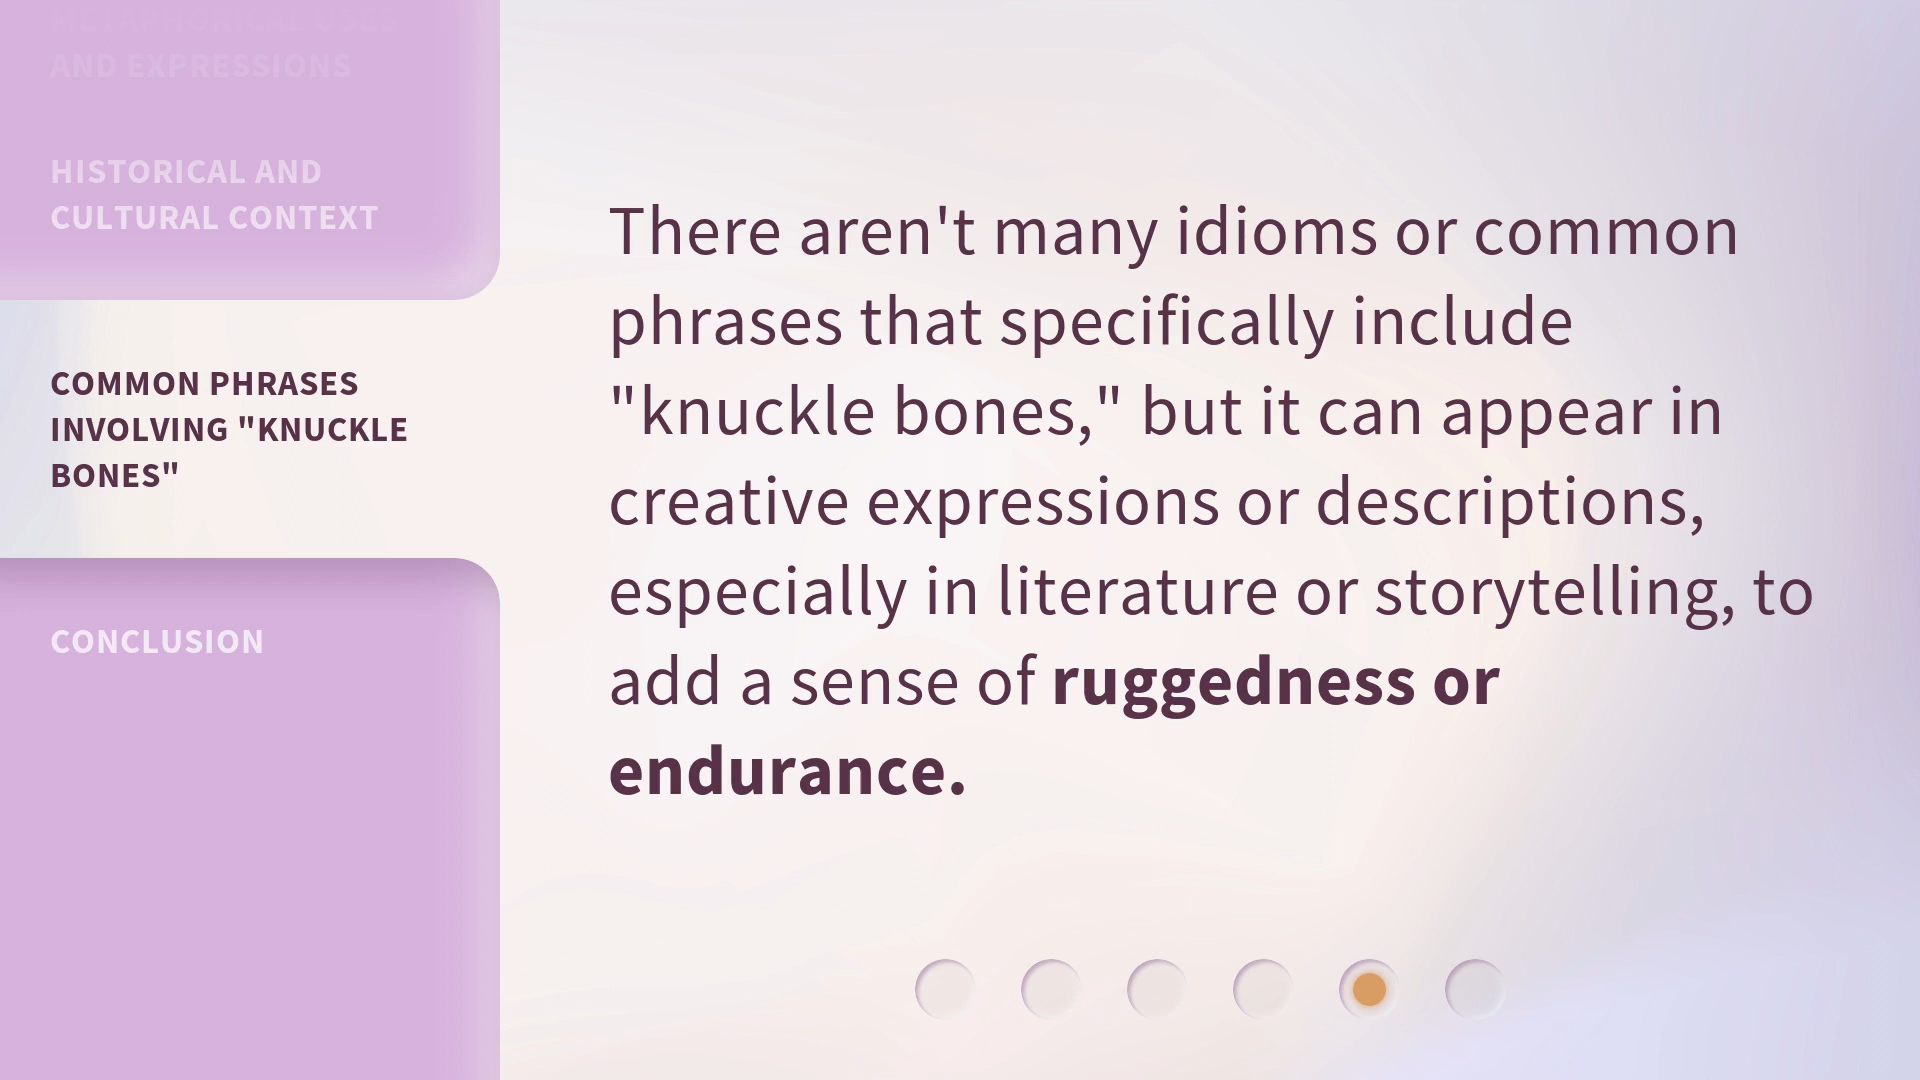 METAPHORICAL USES
AND EXPRESSIONS
HISTORICAL AND
CULTURAL CONTEXT
COMMON PHRASES
INVOLVING "KNUCKLE
BONES"
CONCLUSION
There aren't many idioms or common
phrases that specifically include
"knuckle bones," but it can appear in
creative expressions or descriptions,
especially in literature or storytelling, to
add a sense of ruggedness or
endurance.